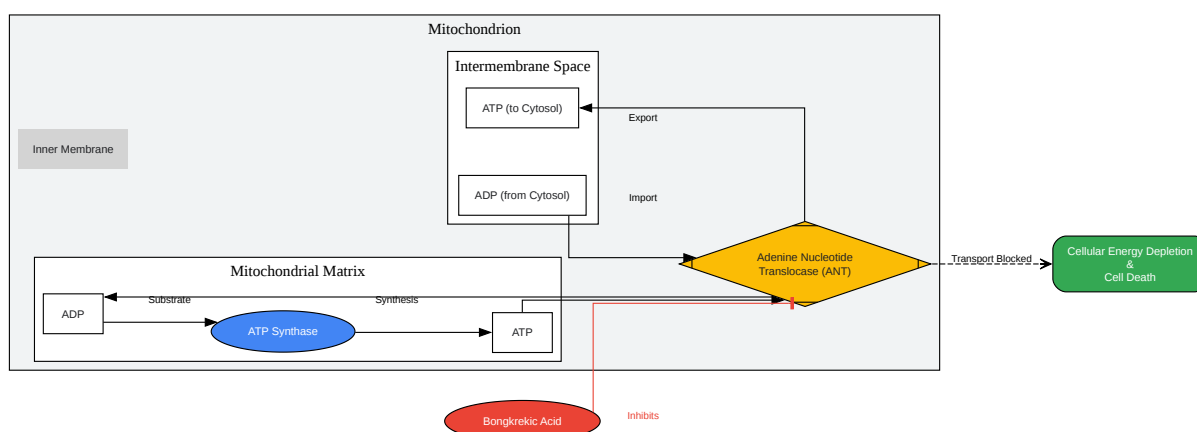 Mitochondrion
Intermembrane Space
ATP (to Cytosol)
Export
Inner Membrane
ADP (from Cytosol)
Import
Adenine Nucleotide
Translocase (ANT)
Transport Blocked
Cellular Energy Depletion
&
Cell Death
Mitochondrial Matrix
ADP
Substrate
Synthesis
ATP Synthase
ATP
Bongkrekic Acid
Inhibits